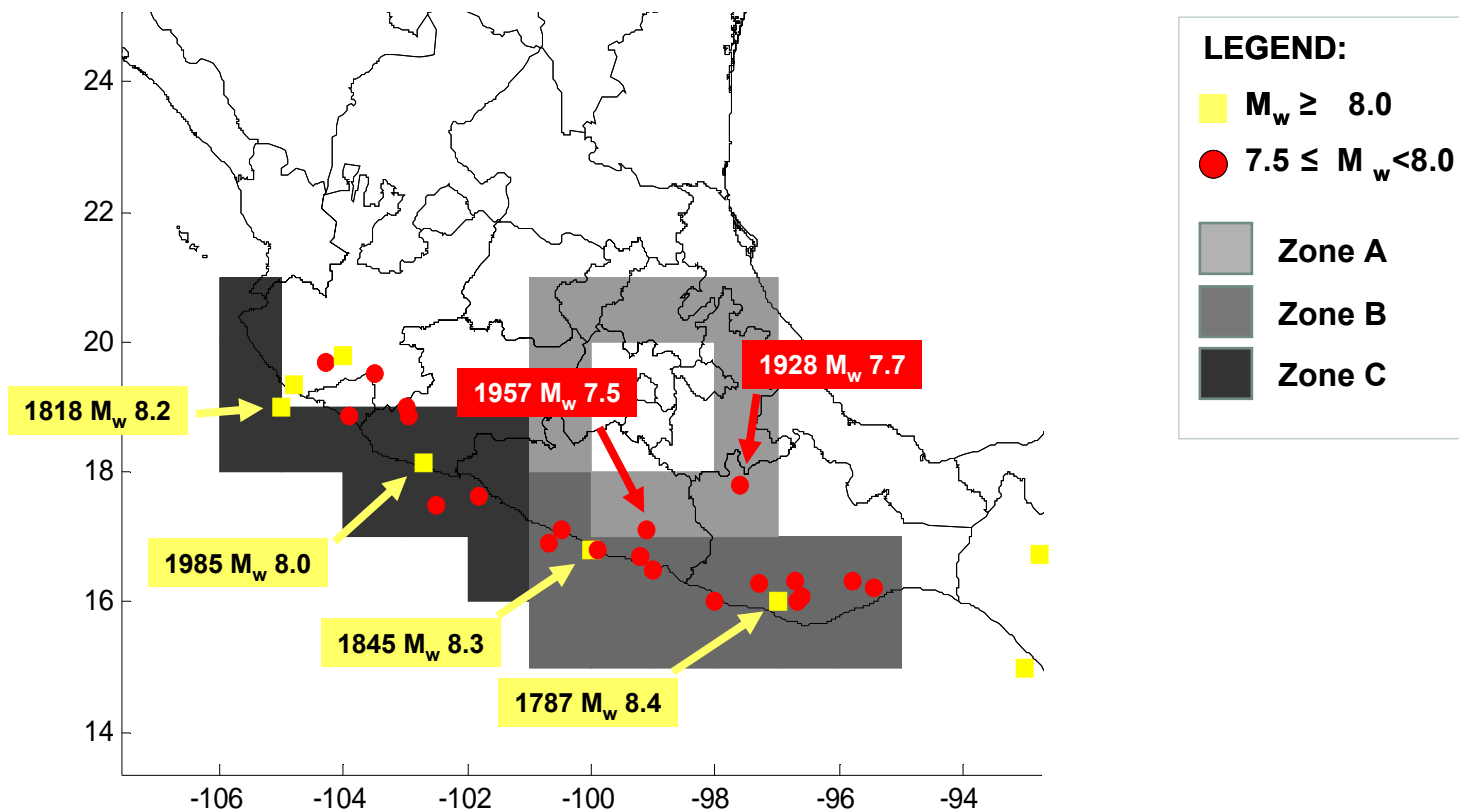 24
22
20
18
16
14
-106
-104
-102
-100
-98
-96
-94
1818 Mw 8.2
1985 Mw 8.0
1845 Mw 8.3
1787 Mw 8.4
1957 Mw 7.5
1928 Mw 7.7
LEGEND:
Mw ≥ 8.0
7.5 ≤ Mw<8.0
Zone A
Zone B
Zone C